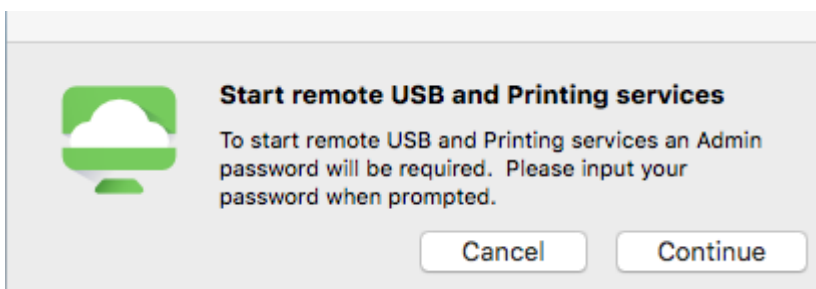 Start remote USB and Printing services
To start remote USB and Printing services an Admin
password will be required.  Please input your
password when prompted.
Cancel
Continue